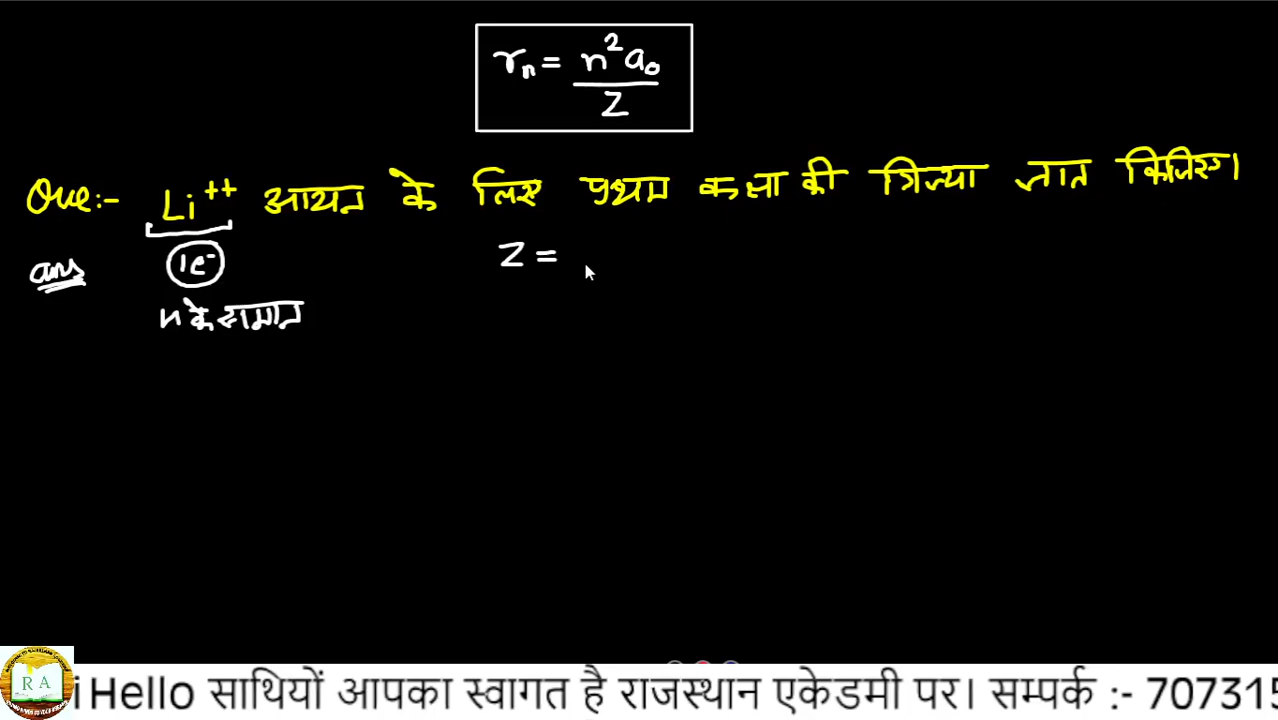 rₙ = n²a₀
Z
Que:- Li⁺⁺ आयन के लिए प्रथम कक्षा की त्रिज्या ज्ञात किजिए।
ans 1e⁻ Z =
H के समान
R A
i Hello साथियों आपका स्वागत है राजस्थान एकेडमी पर। सम्पर्क :- 707315